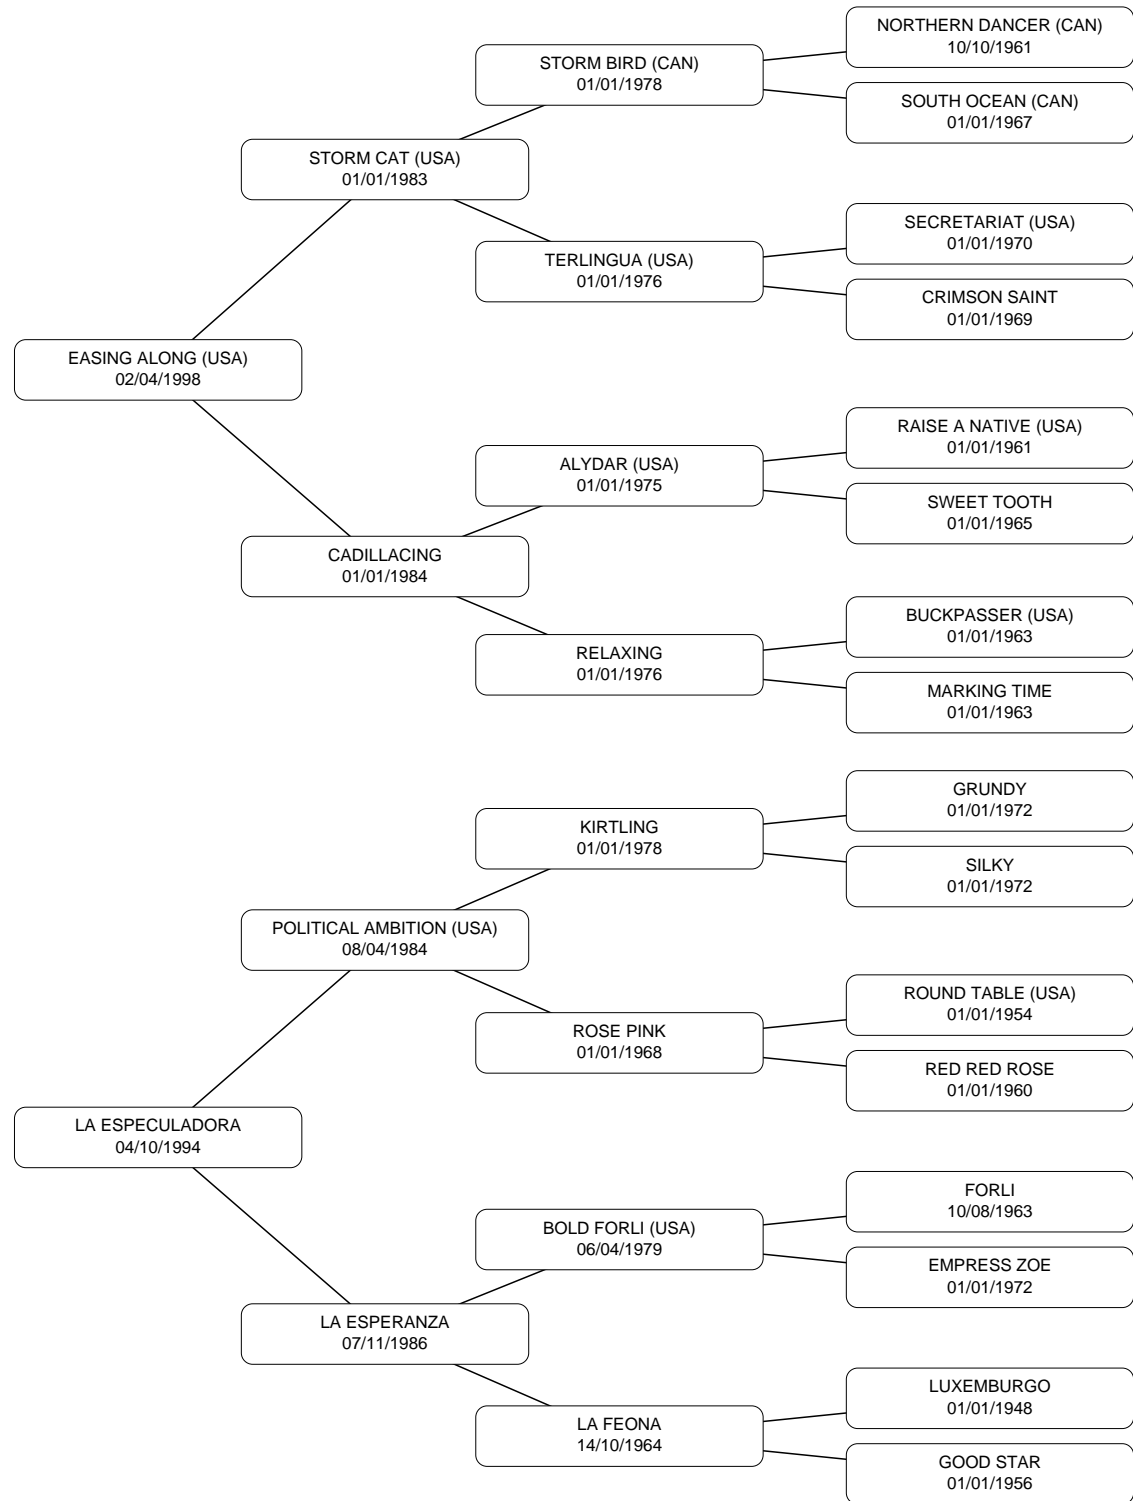 NORTHERN DANCER (CAN)
10/10/1961
STORM BIRD (CAN)
01/01/1978
SOUTH OCEAN (CAN)
01/01/1967
STORM CAT (USA)
01/01/1983
SECRETARIAT (USA)
01/01/1970
TERLINGUA (USA)
01/01/1976
CRIMSON SAINT
01/01/1969
EASING ALONG (USA)
02/04/1998
RAISE A NATIVE (USA)
01/01/1961
ALYDAR (USA)
01/01/1975
SWEET TOOTH
01/01/1965
CADILLACING
01/01/1984
BUCKPASSER (USA)
01/01/1963
RELAXING
01/01/1976
MARKING TIME
01/01/1963
GRUNDY
01/01/1972
KIRTLING
01/01/1978
SILKY
01/01/1972
POLITICAL AMBITION (USA)
08/04/1984
ROUND TABLE (USA)
01/01/1954
ROSE PINK
01/01/1968
RED RED ROSE
01/01/1960
LA ESPECULADORA
04/10/1994
FORLI
10/08/1963
BOLD FORLI (USA)
06/04/1979
EMPRESS ZOE
01/01/1972
LA ESPERANZA
07/11/1986
LUXEMBURGO
01/01/1948
LA FEONA
14/10/1964
GOOD STAR
01/01/1956